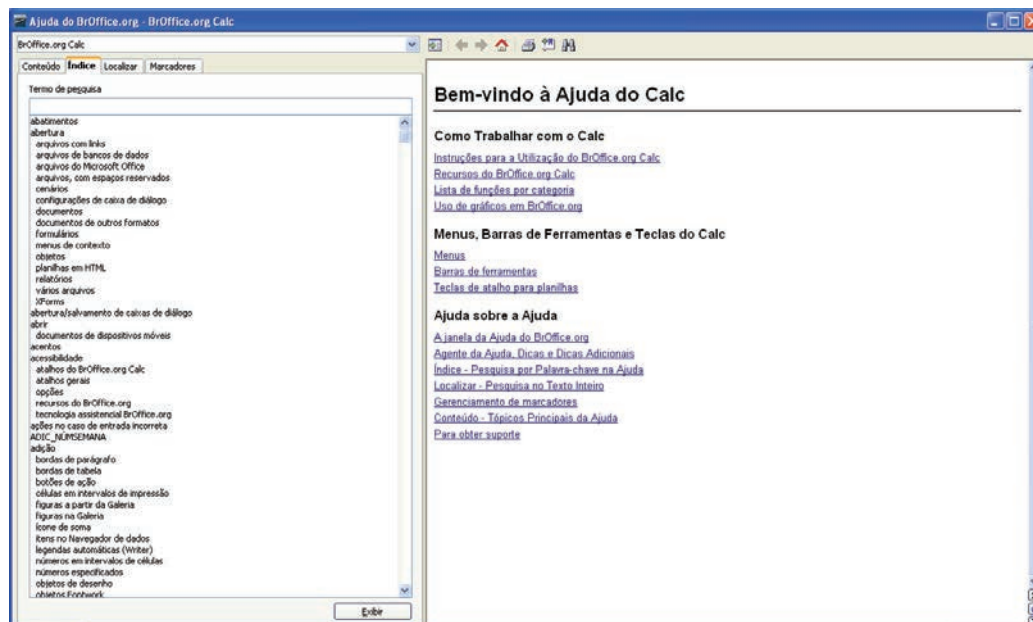 Ajuda do BrOffice.org - BrOffice.org Calc
BrOffice.org Calc
Conteúdo Índice Localizar Marcadores
Termo de pesquisa
abatimentos
abertura
arquivos com links
arquivos de bancos de dados
arquivos do Microsoft Office
arquivos, com espaços reservados
cenários
configurações de caixa de diálogo
documentos
documentos de outros formatos
formulários
menus de contexto
objetos
planilhas em HTML
relatórios
vários arquivos
XForms
abertura/salvamento de caixas de diálogo
abrir
documentos de dispositivos móveis
acentos
acessibilidade
atalhos do BrOffice.org Calc
atalhos gerais
opções
recursos do BrOffice.org
tecnologia assistencial BrOffice.org
ações no caso de entrada incorreta
ADIC_NÚMSEMANA
adição
bordas de parágrafo
bordas de tabela
botões de ação
células em intervalos de impressão
figuras a partir da Galeria
figuras na Galeria
ícone de soma
itens no Navegador de dados
legendas automáticas (Writer)
números em intervalos de células
números especificados
objetos de desenho
objetos Fontwork
Exibir
Bem-vindo à Ajuda do Calc
Como Trabalhar com o Calc
Instruções para a Utilização do BrOffice.org Calc
Recursos do BrOffice.org Calc
Lista de funções por categoria
Uso de gráficos em BrOffice.org
Menus, Barras de Ferramentas e Teclas do Calc
Menus
Barras de ferramentas
Teclas de atalho para planilhas
Ajuda sobre a Ajuda
A janela da Ajuda do BrOffice.org
Agente da Ajuda, Dicas e Dicas Adicionais
Índice - Pesquisa por Palavra-chave na Ajuda
Localizar - Pesquisa no Texto Inteiro
Gerenciamento de marcadores
Conteúdo - Tópicos Principais da Ajuda
Para obter suporte